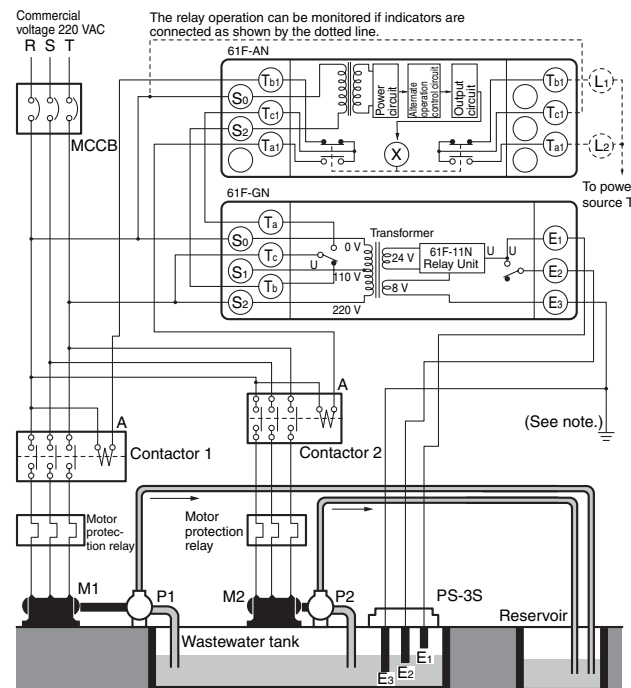 Commercial
voltage 220 VAC
R S T
The relay operation can be monitored if indicators are
connected as shown by the dotted line.
61F-AN
MCCB
S0
S2
Tb1
Tc1
Ta1
Power
circuit
Alternate
operation
control circuit
Output
circuit
X
Tb1
Tc1
Ta1
L1
L2
To powe
source T
61F-GN
S0
S1
S2
Ta
Tc
Tb
U
0 V
110 V
220 V
Transformer
24 V
8 V
61F-11N
Relay Unit
U
U
E1
E2
E3
A
Contactor 1
A
Contactor 2
(See note.)
Motor
protec-
tion relay
Motor
protection
relay
M1
P1
M2
P2
PS-3S
Reservoir
Wastewater tank
E3
E2
E1